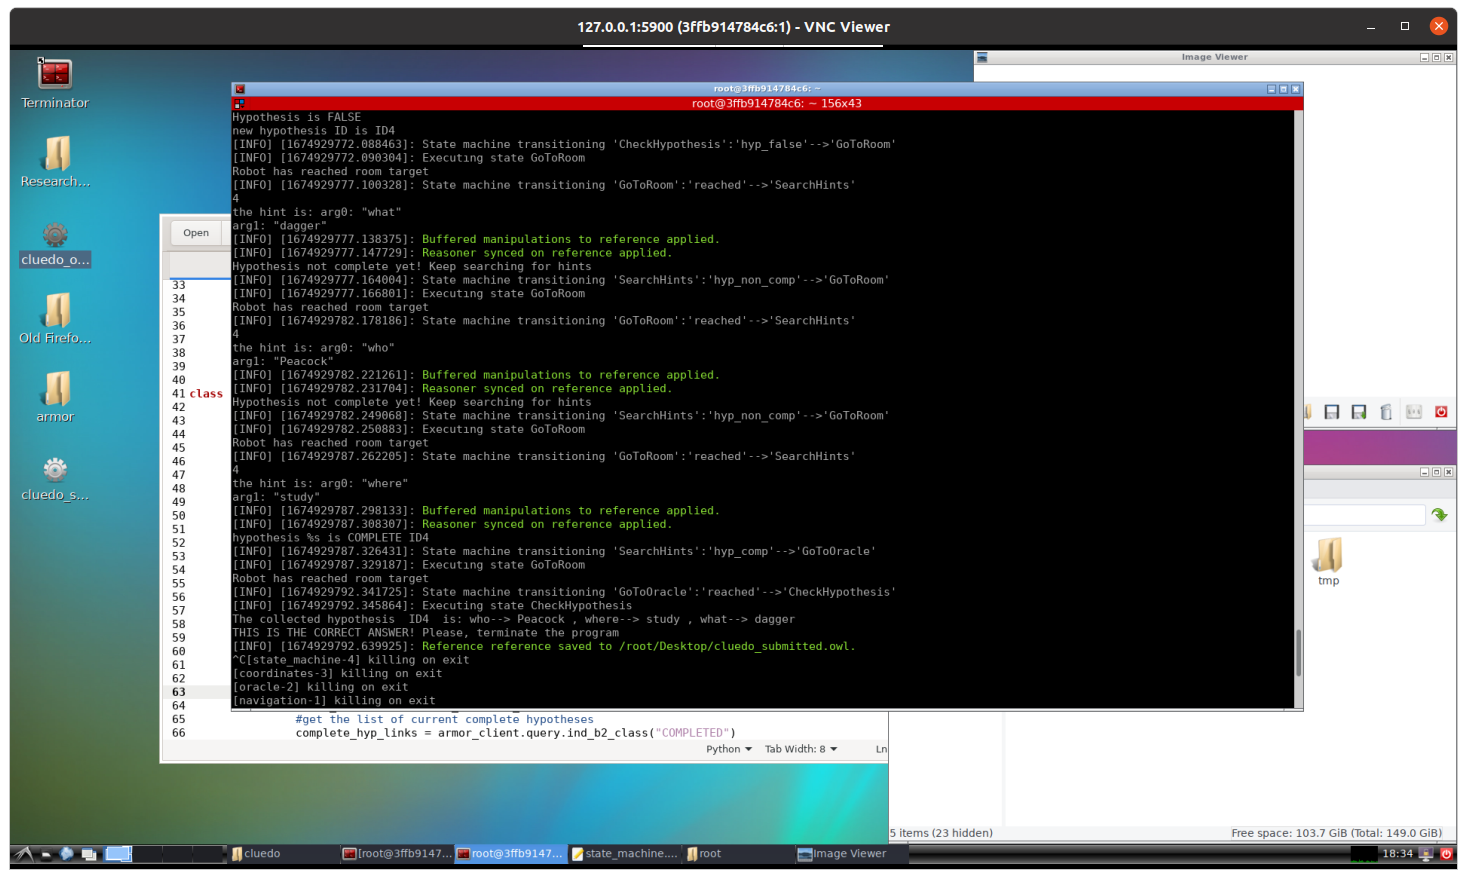 127.0.0.1:5900 (3ffb914784c6:1) - VNC Viewer
Image Viewer
Terminator
Research...
cluedo_o...
Old Firefo...
armor
cluedo_s...
root@3ffb914784c6: ~
root@3ffb914784c6: ~ 156x43
Hypothesis is FALSE
new hypothesis ID is ID4
[INFO] [1674929772.088463]: State machine transitioning 'CheckHypothesis':'hyp_false'-->'GoToRoom'
[INFO] [1674929772.090304]: Executing state GoToRoom
Robot has reached room target
[INFO] [1674929777.100328]: State machine transitioning 'GoToRoom':'reached'-->'SearchHints'
4
the hint is: arg0: "what"
arg1: "dagger"
[INFO] [1674929777.138375]: Buffered manipulations to reference applied.
[INFO] [1674929777.147729]: Reasoner synced on reference applied.
Hypothesis not complete yet! Keep searching for hints
[INFO] [1674929777.164004]: State machine transitioning 'SearchHints':'hyp_non_comp'-->'GoToRoom'
[INFO] [1674929777.166801]: Executing state GoToRoom
Robot has reached room target
[INFO] [1674929782.178186]: State machine transitioning 'GoToRoom':'reached'-->'SearchHints'
4
the hint is: arg0: "who"
arg1: "Peacock"
[INFO] [1674929782.221261]: Buffered manipulations to reference applied.
[INFO] [1674929782.231704]: Reasoner synced on reference applied.
Hypothesis not complete yet! Keep searching for hints
[INFO] [1674929782.249068]: State machine transitioning 'SearchHints':'hyp_non_comp'-->'GoToRoom'
[INFO] [1674929782.250883]: Executing state GoToRoom
Robot has reached room target
[INFO] [1674929787.262205]: State machine transitioning 'GoToRoom':'reached'-->'SearchHints'
4
the hint is: arg0: "where"
arg1: "study"
[INFO] [1674929787.298133]: Buffered manipulations to reference applied.
[INFO] [1674929787.308307]: Reasoner synced on reference applied.
hypothesis %s is COMPLETE ID4
[INFO] [1674929787.326431]: State machine transitioning 'SearchHints':'hyp_comp'-->'GoToOracle'
[INFO] [1674929787.329187]: Executing state GoToRoom
Robot has reached room target
[INFO] [1674929792.341725]: State machine transitioning 'GoToOracle':'reached'-->'CheckHypothesis'
[INFO] [1674929792.345864]: Executing state CheckHypothesis
The collected hypothesis  ID4  is: who--> Peacock , where--> study , what--> dagger
THIS IS THE CORRECT ANSWER! Please, terminate the program
[INFO] [1674929792.639925]: Reference reference saved to /root/Desktop/cluedo_submitted.owl.
^C[state_machine-4] killing on exit
[coordinates-3] killing on exit
[oracle-2] killing on exit
[navigation-1] killing on exit
Open
33
34
35
36
37
38
39
40
41 class
42
43
44
45
46
47
48
49
50
51
52
53
54
55
56
57
58
59
60
61
62
63
64
65 #get the list of current complete hypotheses
66 complete_hyp_links = armor_client.query.ind_b2_class("COMPLETED")
Python Tab Width: 8 Ln
tmp
5 items (23 hidden) Free space: 103.7 GiB (Total: 149.0 GiB)
cluedo [root@3ffb9147... root@3ffb9147... state_machine.... root Image Viewer 18:34